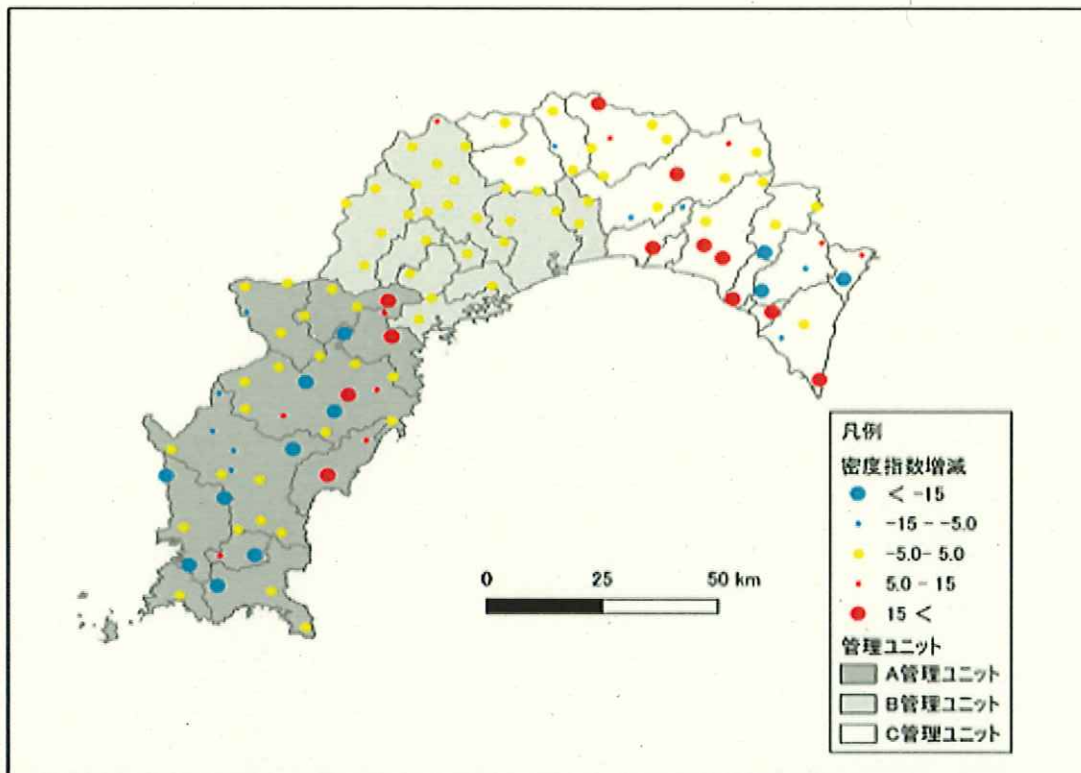 凡例
密度指数増減
< -15
-15 - -5.0
-5.0- 5.0
5.0 - 15
15 <
管理ユニット
A管理ユニット
B管理ユニット
C管理ユニット
0 25 50 km